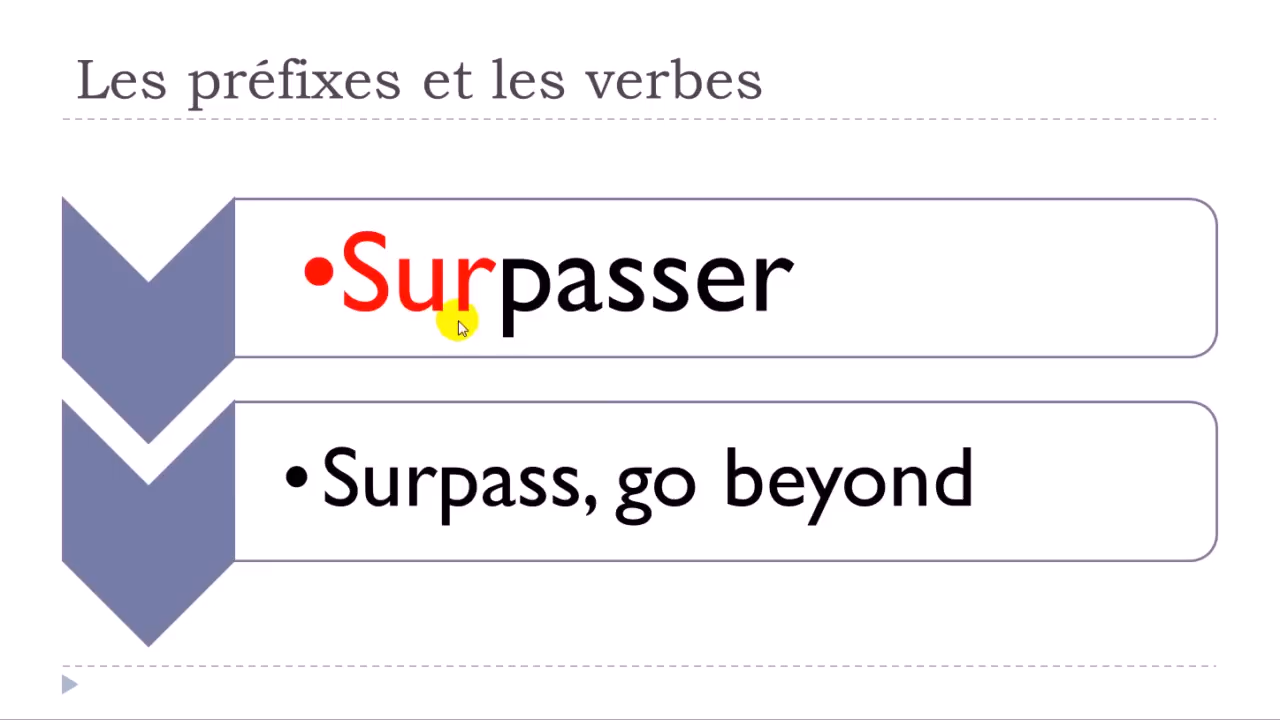 Les préfixes et les verbes
•Surpasser
•Surpass, go beyond